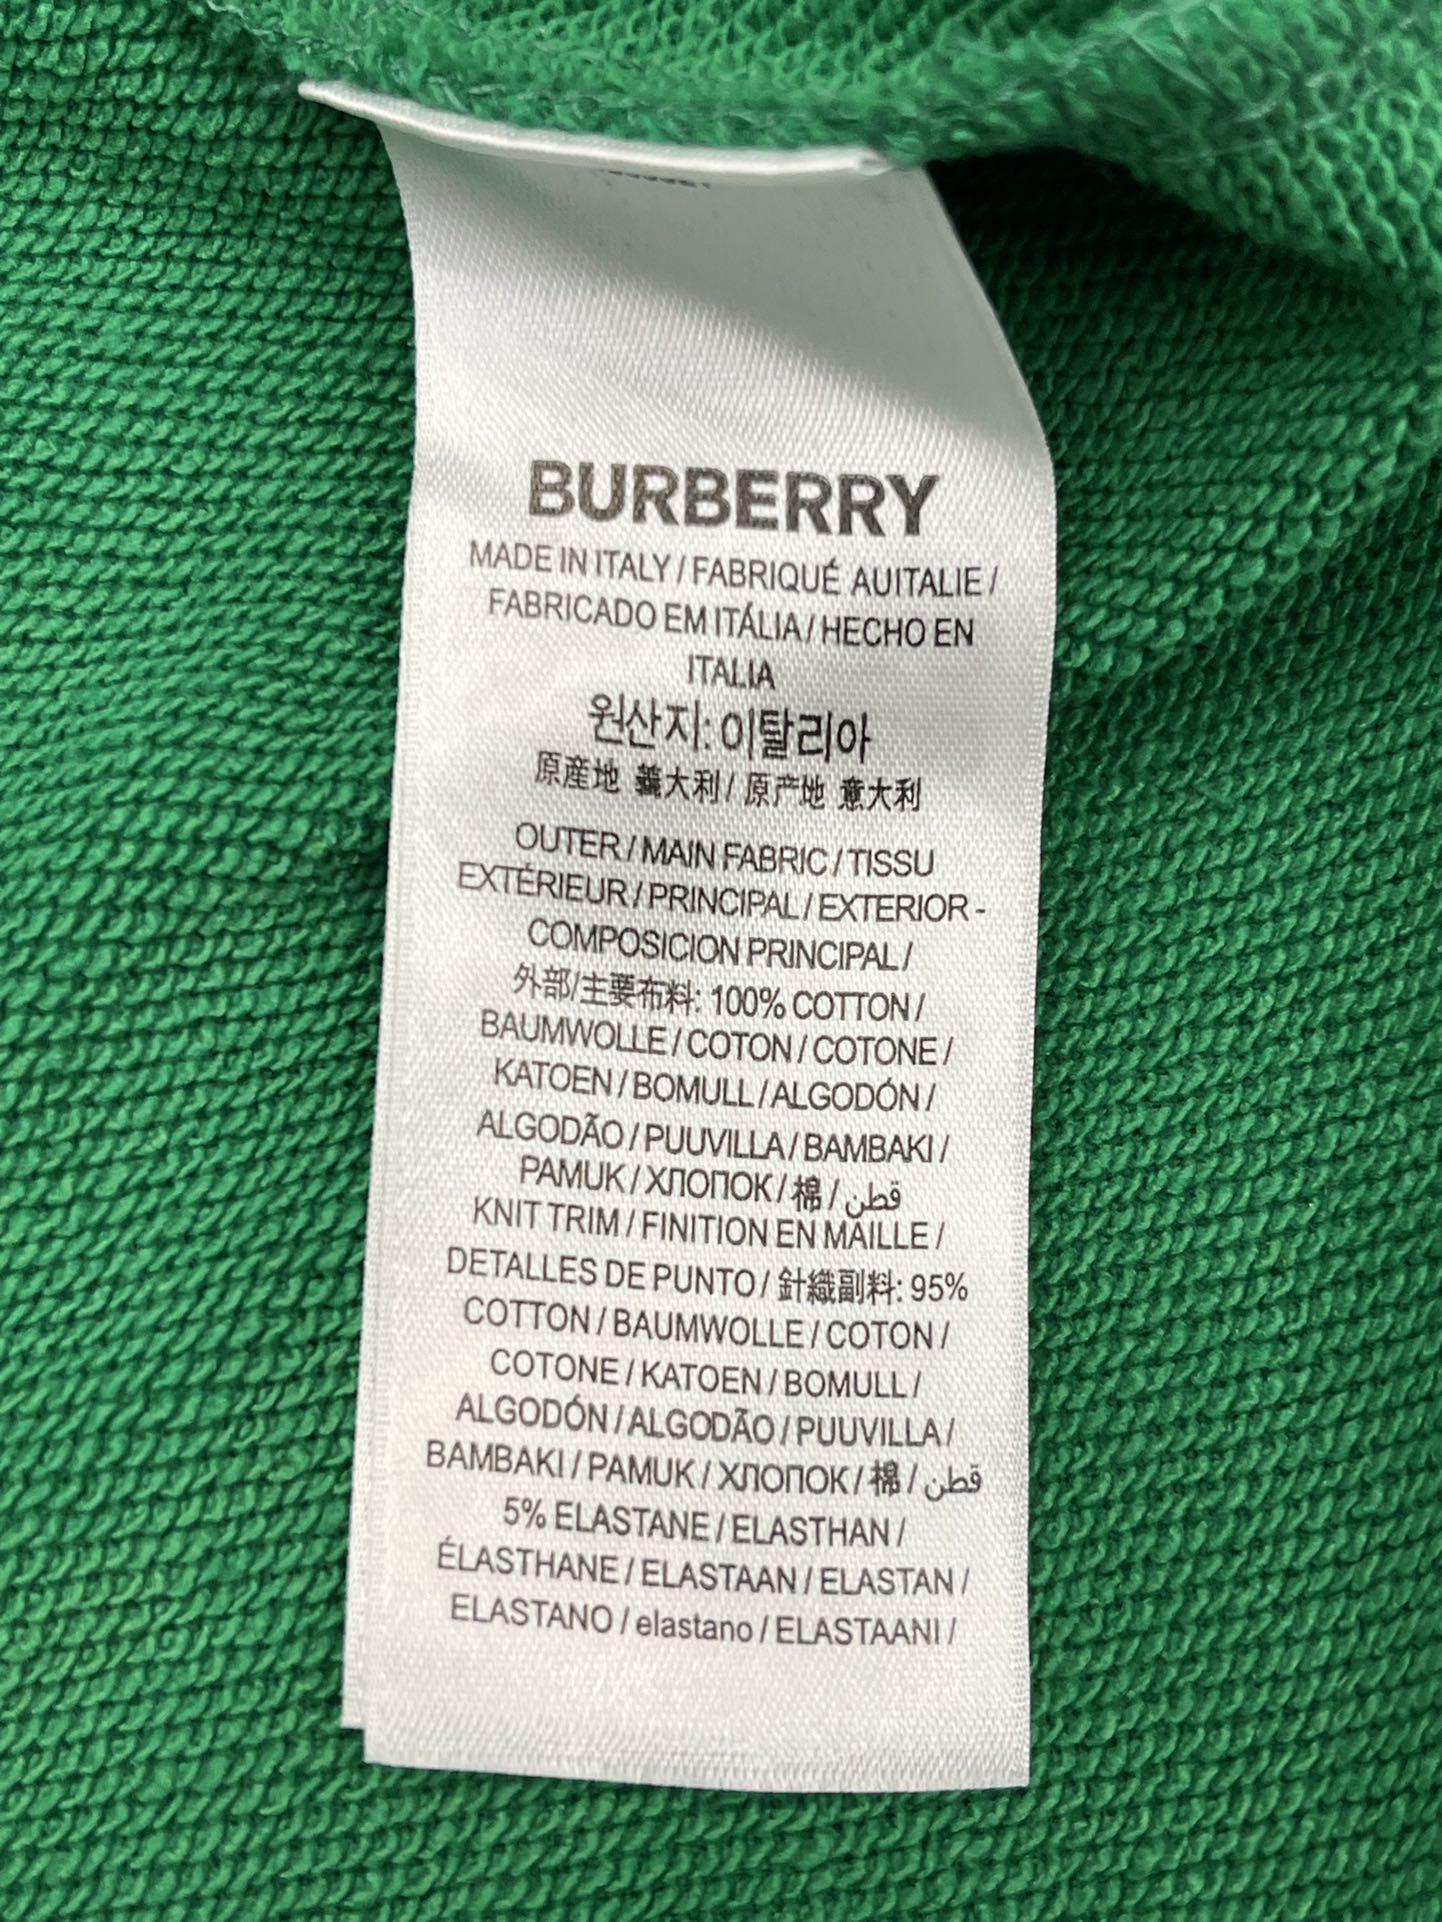 BURBERRY
MADE IN ITALY / FABRIQUÉ AUITALIE /
FABRICADO EM ITÁLIA / HECHO EN
ITALIA
원산지: 이탈리아
原産地 義大利 / 原产地 意大利
OUTER / MAIN FABRIC / TISSU
EXTÉRIEUR / PRINCIPAL / EXTERIOR -
COMPOSICION PRINCIPAL /
外部/主要布料: 100% COTTON /
BAUMWOLLE / COTON / COTONE /
KATOEN / BOMULL / ALGODÓN /
ALGODÃO / PUUVILLA / BAMBAKI /
PAMUK / ХЛОПОК / 棉 / قطن
KNIT TRIM / FINITION EN MAILLE /
DETALLES DE PUNTO / 針織副料: 95%
COTTON / BAUMWOLLE / COTON /
COTONE / KATOEN / BOMULL /
ALGODÓN / ALGODÃO / PUUVILLA /
BAMBAKI / PAMUK / ХЛОПОК / 棉 / قطن
5% ELASTANE / ELASTHAN /
ÉLASTHANE / ELASTAAN / ELASTAN /
ELASTANO / elastano / ELASTAANI /